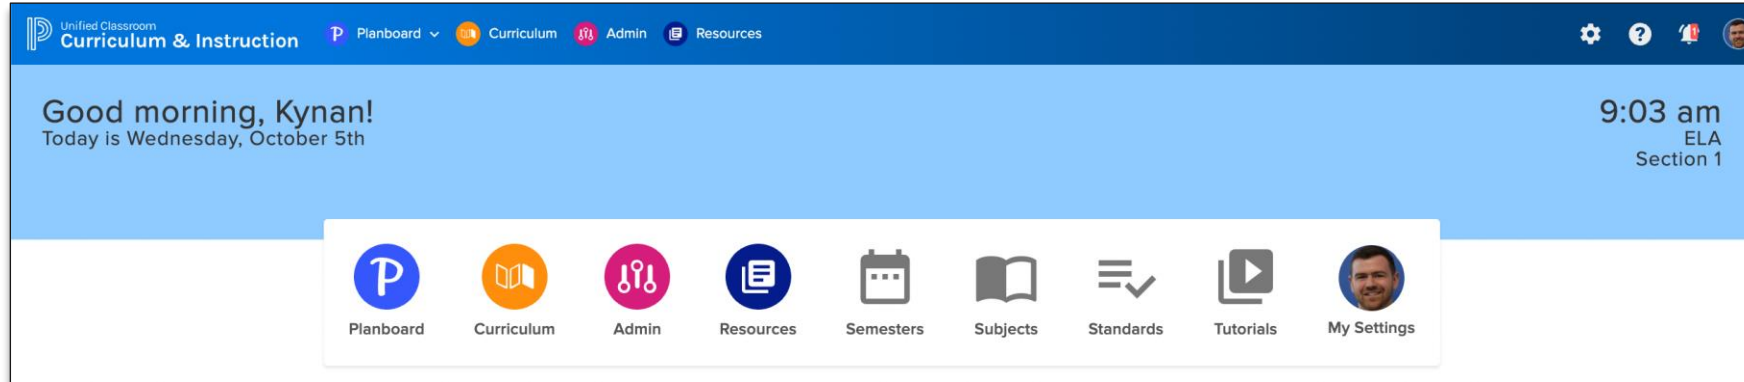 Unified Classroom
Curriculum & Instruction
Planboard
Curriculum
Admin
Resources
Good morning, Kynan!
Today is Wednesday, October 5th
9:03 am
ELA
Section 1
Planboard
Curriculum
Admin
Resources
Semesters
Subjects
Standards
Tutorials
My Settings